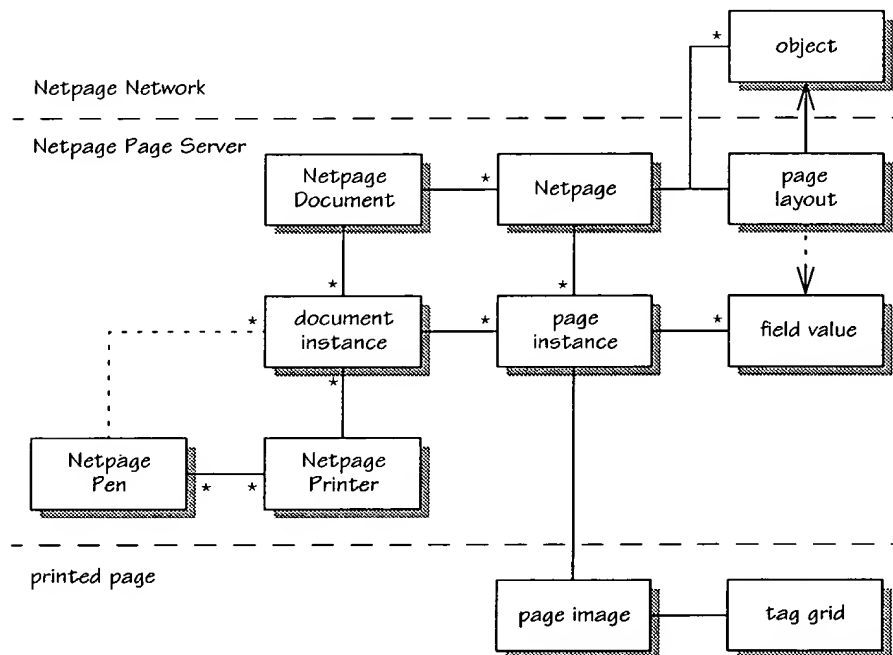 *
object
Netpage Network
Netpage Page Server
Netpage
Document
*
Netpage
page
layout
*
*
*
document
instance
*
page
instance
*
field value
*
Netpage
Pen
*
*
Netpage
Printer
printed page
page image
tag grid